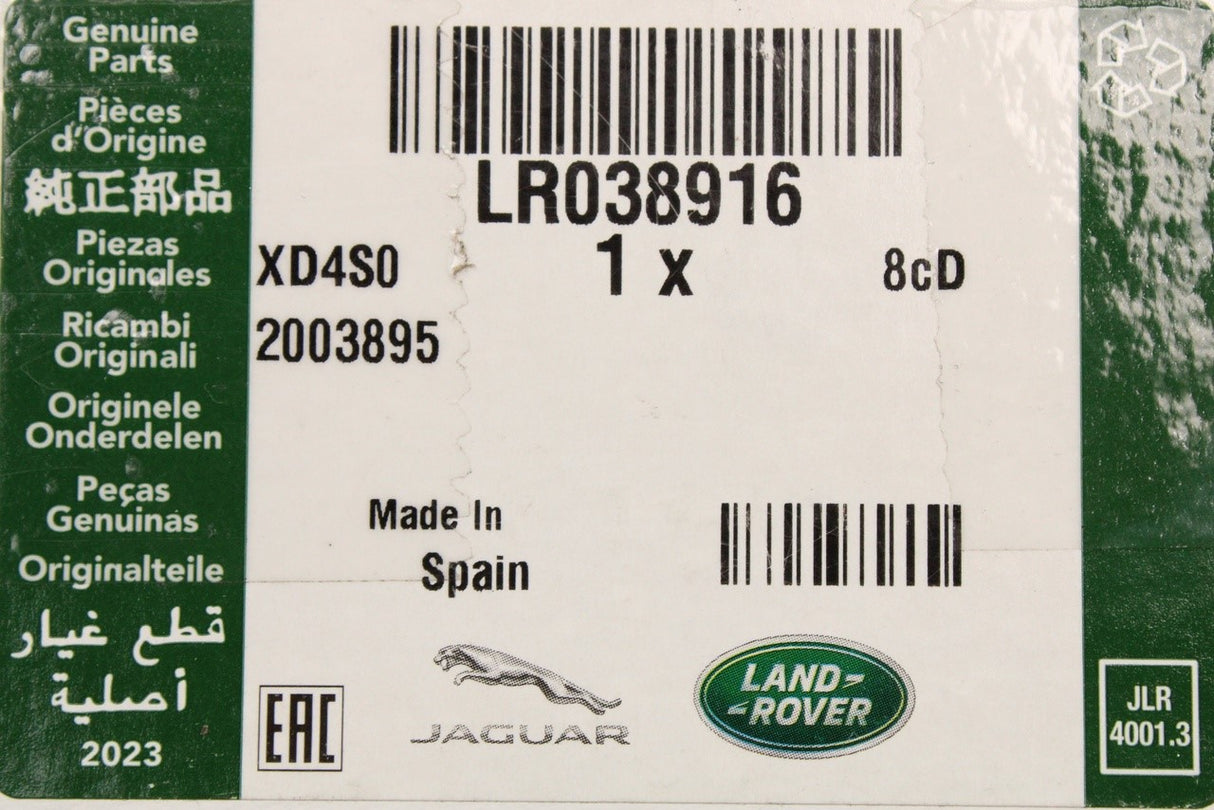 Genuine
Parts
Pièces
d'Origine
純正部品
Piezas
Originales
Ricambi
Originali
Originele
Onderdelen
Peças
Genuinas
Originalteile
قطع غيار
أصلية
2023
LR038916
XD4S0 1 x 8cD
2003895
Made In
Spain
EAC
JAGUAR
LAND-
-ROVER
JLR
4001.3